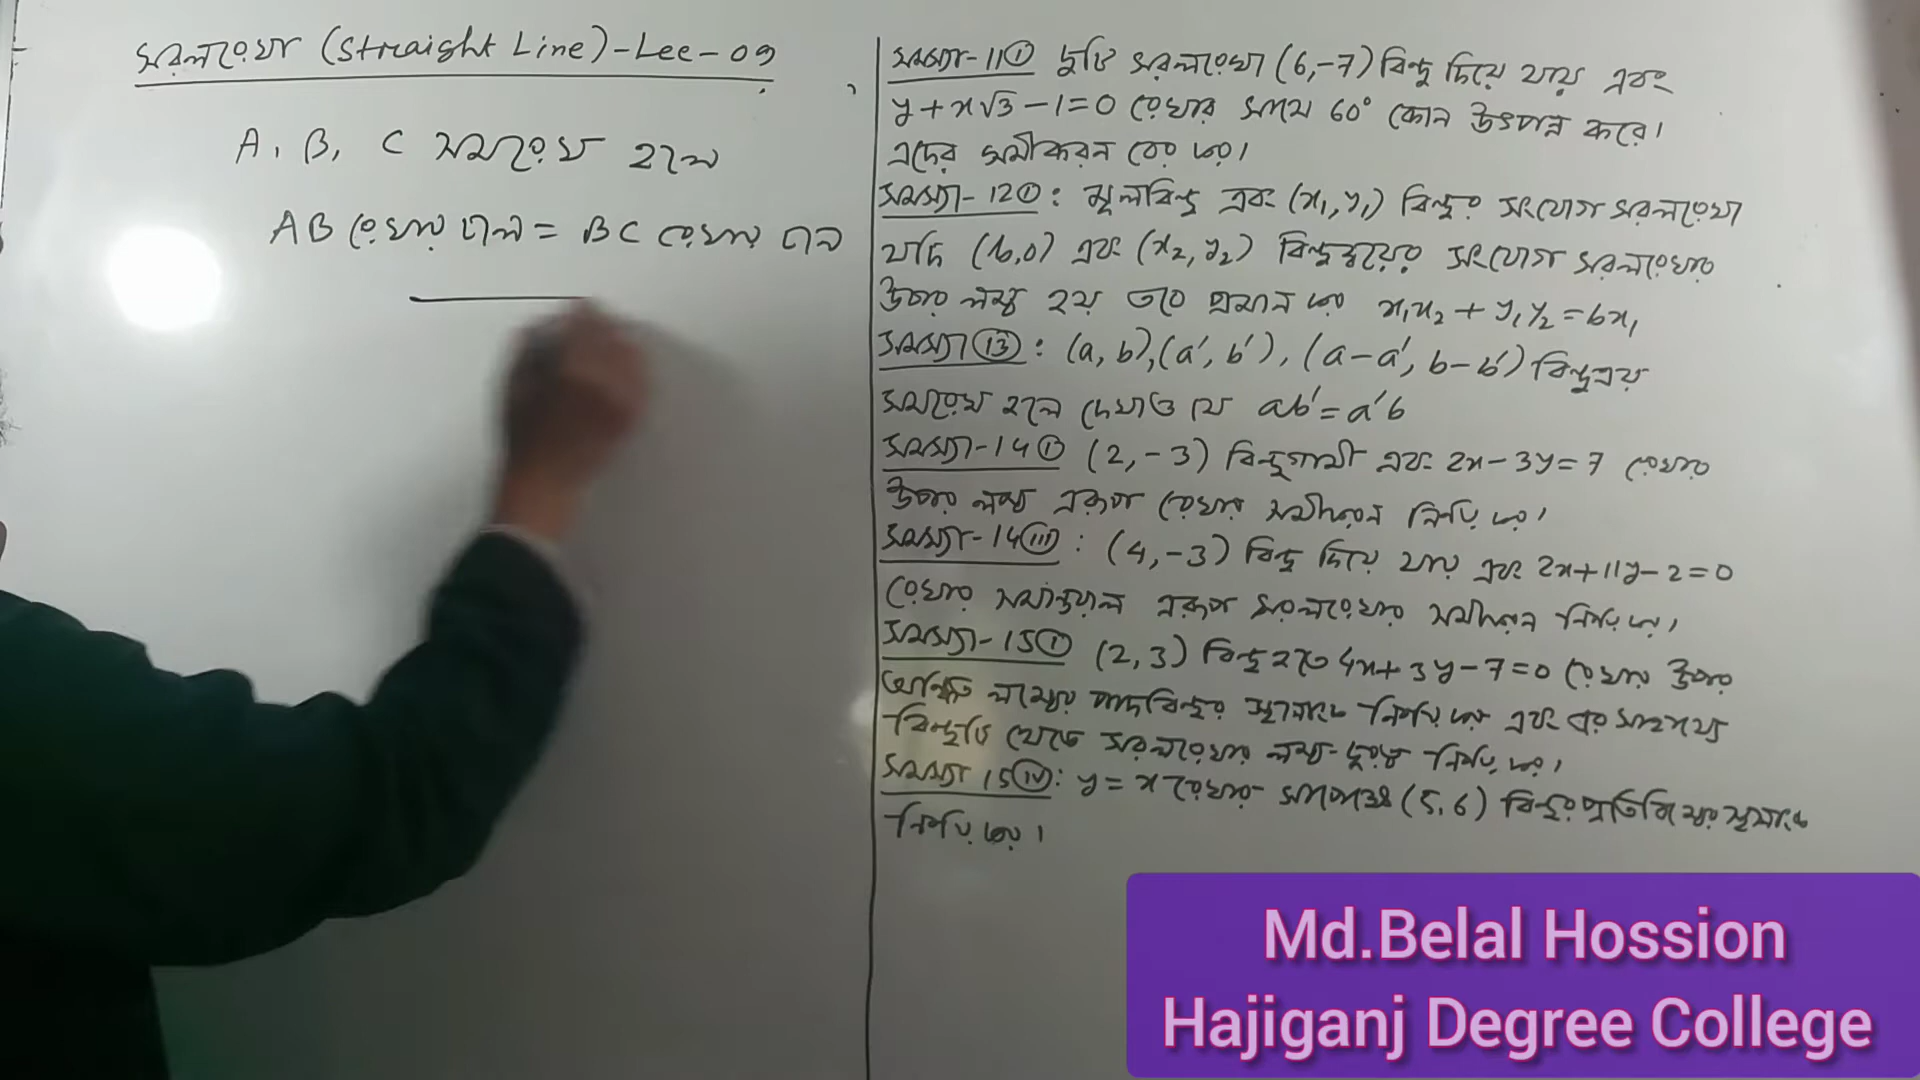 সরলরেখা (Straight Line)-Lec-09
A, B, C সমরেখ হলে
AB রেখার ঢাল = BC রেখার ঢাল
সমস্যা-11(i) দুটি সরলরেখা (6,-7) বিন্দু দিয়ে যায় এবং
y+x√3-1=0 রেখার সাথে 60° কোন উৎপন্ন করে।
এদের সমীকরন বের কর।
সমস্যা-12(i): মূলবিন্দু এবং (x₁,y₁) বিন্দুর সংযোগ সরলরেখা
যদি (b,0) এবং (x₂,y₂) বিন্দুদ্বয়ের সংযোগ সরলরেখার
উপর লম্ব হয় তবে প্রমান কর x₁x₂+y₁y₂=bx₁
সমস্যা (13): (a,b),(a′,b′),(a-a′,b-b′) বিন্দুত্রয়
সমরেখ হলে দেখাও যে ab′=a′b
সমস্যা-14(i) (2,-3) বিন্দুগামী এবং 2x-3y=7 রেখার
উপর লম্ব এরূপ রেখার সমীকরন নির্ণয় কর।
সমস্যা-14(iii): (4,-3) বিন্দু দিয়ে যায় এবং 2x+11y-2=0
রেখার সমান্তরাল এরূপ সরলরেখার সমীকরন নির্ণয় কর।
সমস্যা-15(i) (2,3) বিন্দু হতে 4x+3y-7=0 রেখার উপর
অঙ্কিত লম্বের পাদবিন্দুর স্থানাংক নির্ণয় কর এবং এর সাহায্যে
বিন্দুটি থেকে সরলরেখার লম্ব-দূরত্ব নির্ণয় কর।
সমস্যা 15(iv): y=x রেখার সাপেক্ষে (5,6) বিন্দুর প্রতিবিম্বের স্থানাংক
নির্ণয় কর।
Md.Belal Hossion
Hajiganj Degree College